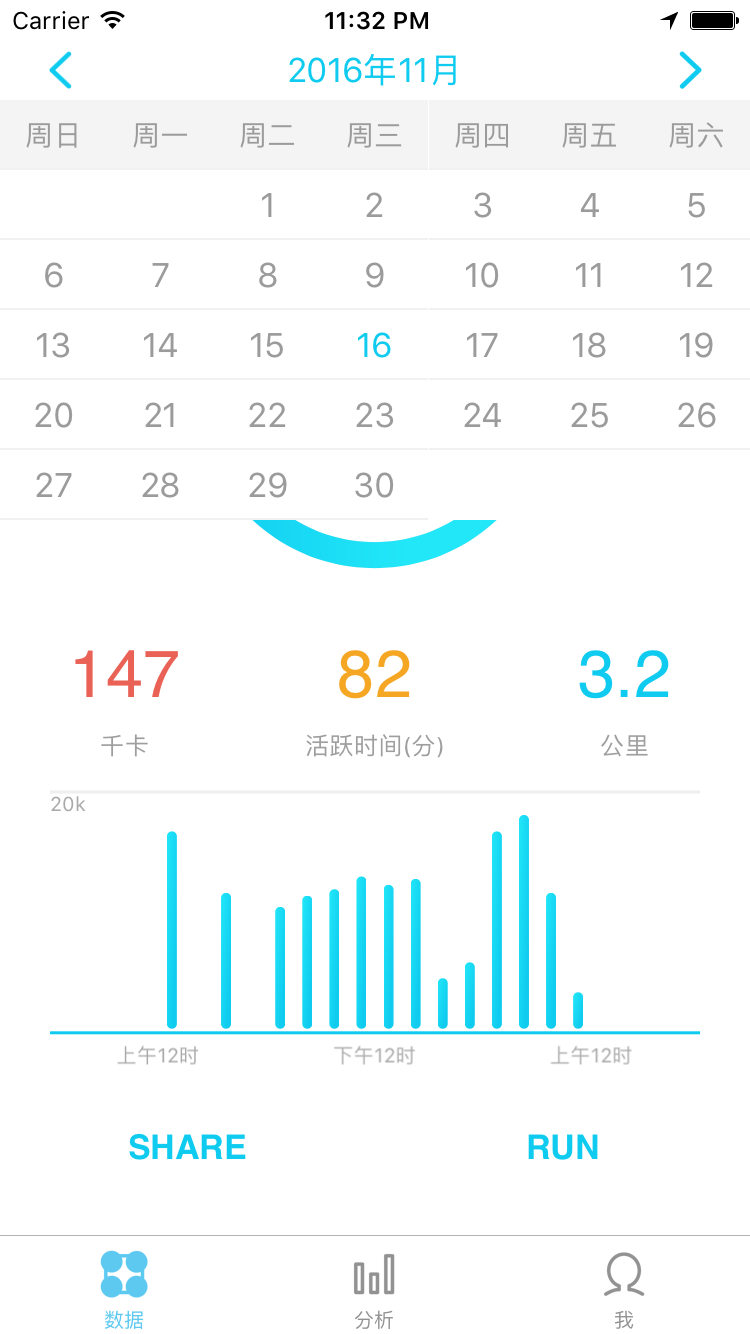 Carrier 11:32 PM
2016年11月
周日 周一 周二 周三 周四 周五 周六
1 2 3 4 5
6 7 8 9 10 11 12
13 14 15 16 17 18 19
20 21 22 23 24 25 26
27 28 29 30
147 82 3.2
千卡 活跃时间(分) 公里
20k
上午12时 下午12时 上午12时
SHARE RUN
数据 分析 我